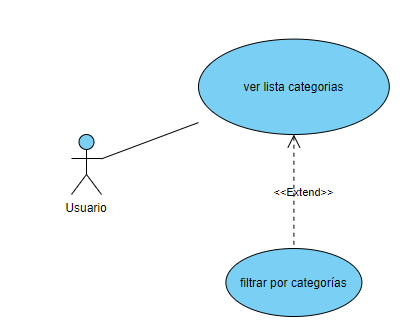 ver lista categorias
Usuario
<<Extend>>
filtrar por categorías